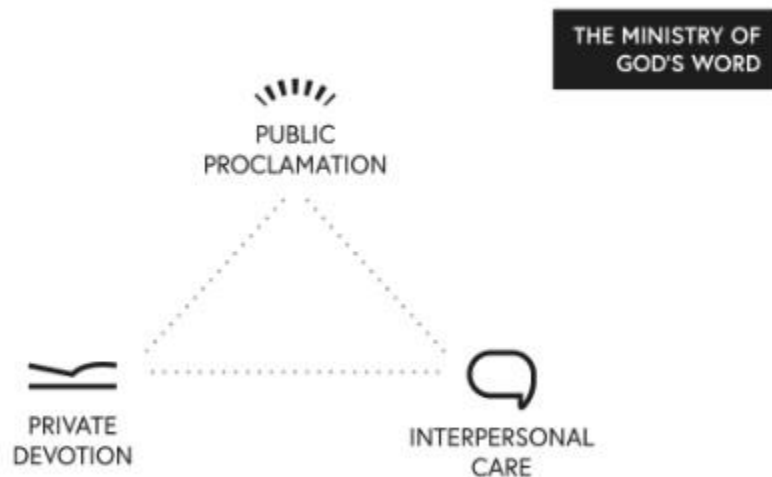 THE MINISTRY OF
GOD'S WORD
PUBLIC
PROCLAMATION
PRIVATE
DEVOTION
INTERPERSONAL
CARE